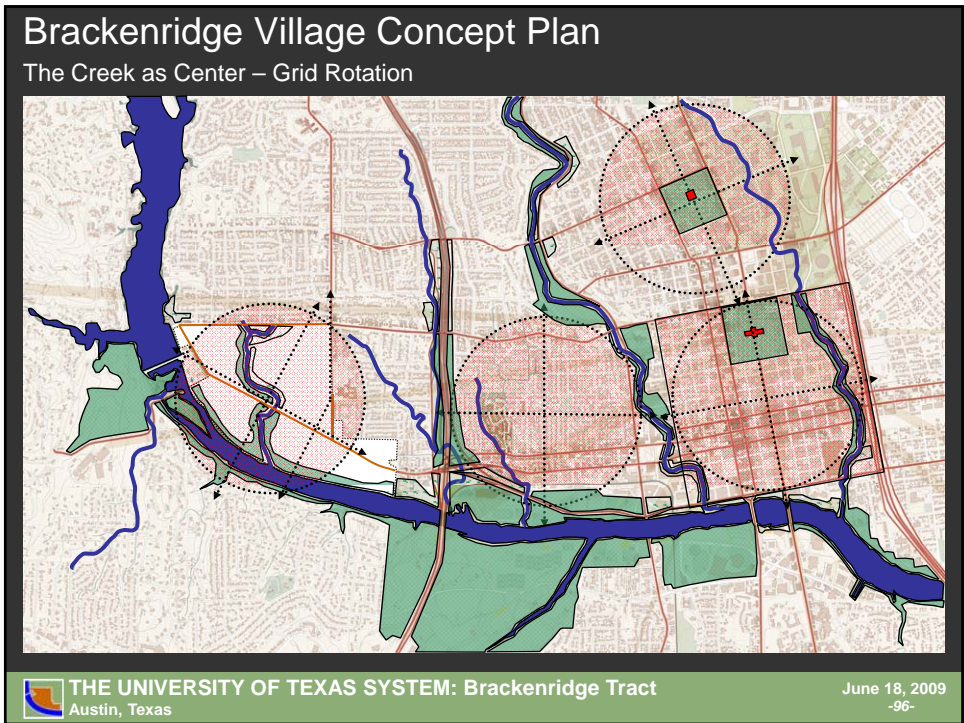 Brackenridge Village Concept Plan
The Creek as Center – Grid Rotation
THE UNIVERSITY OF TEXAS SYSTEM: Brackenridge Tract
Austin, Texas
June 18, 2009
-96-